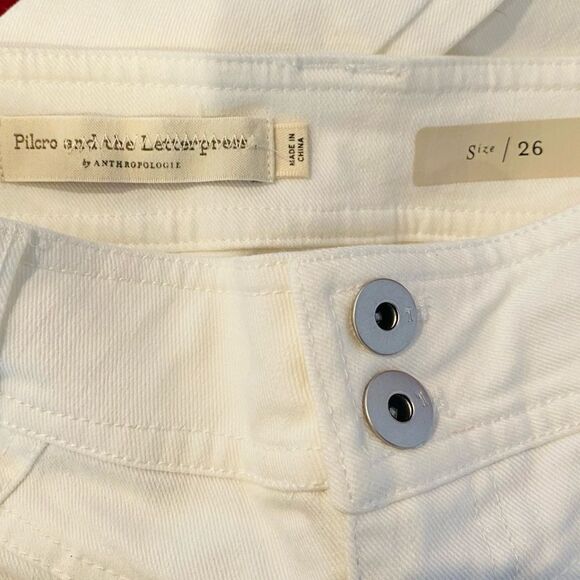 Pilcro and the Letterpress
by ANTHROPOLOGIE
MADE IN
CHINA
Size / 26